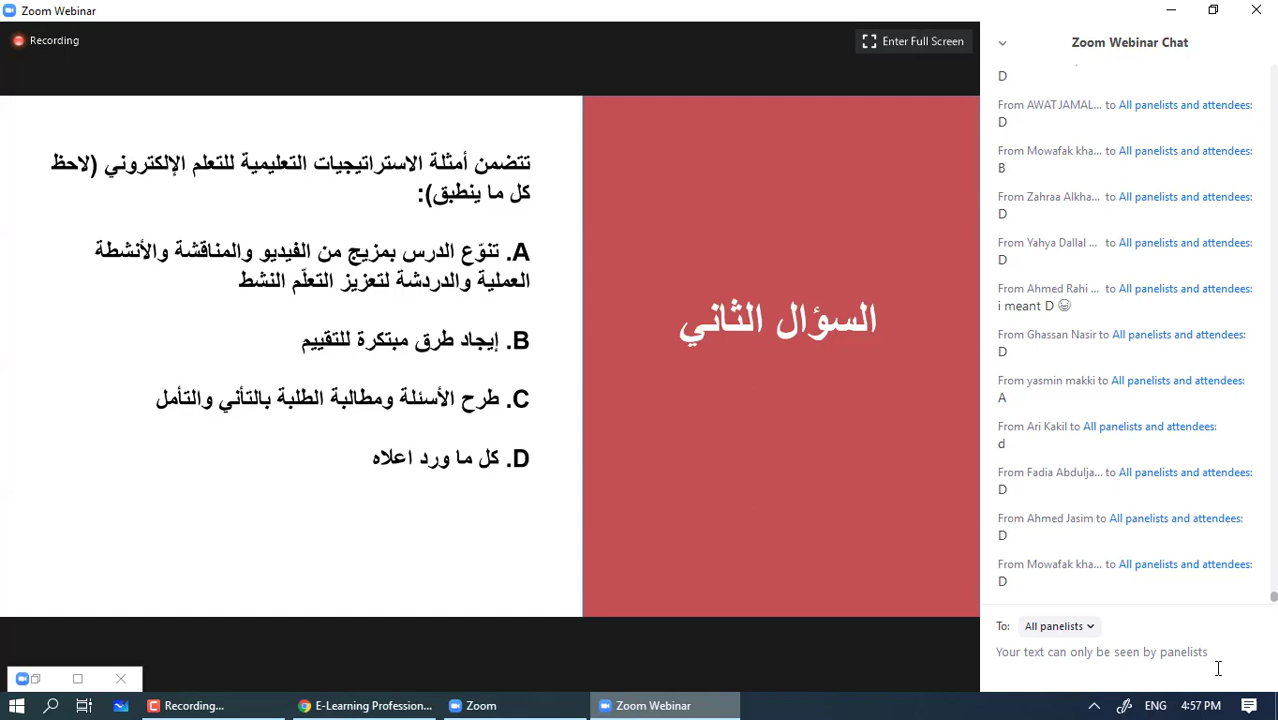 Zoom Webinar
Recording
Enter Full Screen
تتضمن أمثلة الاستراتيجيات التعليمية للتعلم الإلكتروني (لاحظ
كل ما ينطبق):
A. تنوّع الدرس بمزيج من الفيديو والمناقشة والأنشطة
العملية والدردشة لتعزيز التعلّم النشط
B. إيجاد طرق مبتكرة للتقييم
C. طرح الأسئلة ومطالبة الطلبة بالتأني والتأمل
D. كل ما ورد اعلاه
السؤال الثاني
Zoom Webinar Chat
D
From AWAT JAMAL... to All panelists and attendees:
D
From Mowafak kha... to All panelists and attendees:
B
From Zahraa Alkha... to All panelists and attendees:
D
From Yahya Dallal ... to All panelists and attendees:
D
From Ahmed Rahi ... to All panelists and attendees:
i meant D 😄
From Ghassan Nasir to All panelists and attendees:
D
From yasmin makki to All panelists and attendees:
A
From Ari Kakil to All panelists and attendees:
d
From Fadia Abdulja... to All panelists and attendees:
D
From Ahmed Jasim to All panelists and attendees:
D
From Mowafak kha... to All panelists and attendees:
D
To: All panelists
Your text can only be seen by panelists
Recording...
E-Learning Profession...
Zoom
Zoom Webinar
ENG
4:57 PM